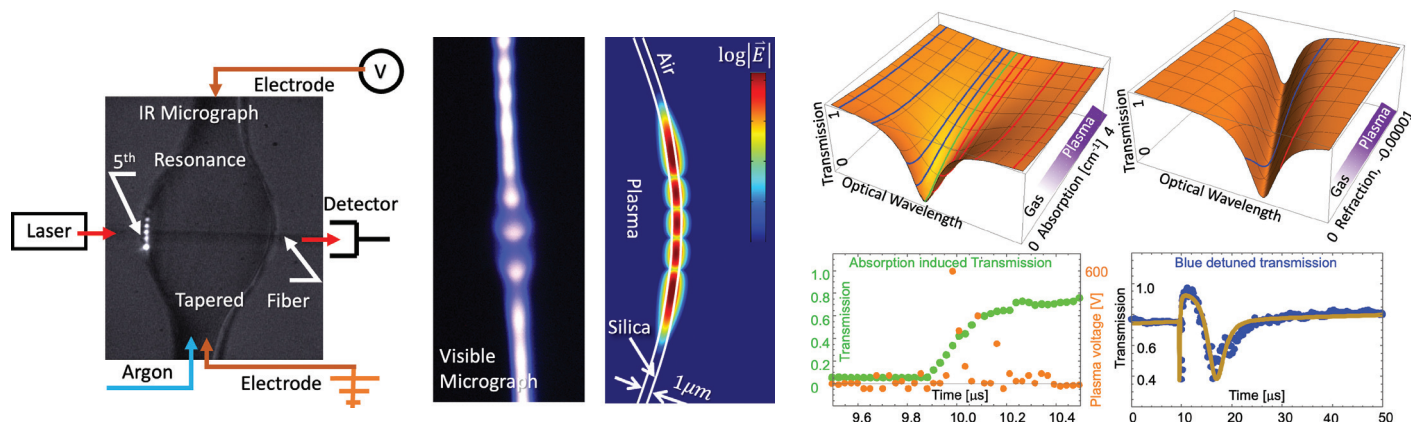 V
Electrode
IR Micrograph
Resonance
5th
Laser
Detector
Tapered
Fiber
Argon
Electrode
Visible
Micrograph
log|E⃗|
Air
Plasma
Silica
1μm
Transmission
0
1
Optical Wavelength
Gas
Plasma
0 Absorption [cm⁻¹] 4
Transmission
0
1
Optical Wavelength
Gas
Plasma
0 Refraction, -0.00001
Absorption induced Transmission
Transmission
1.0
0.8
0.6
0.4
0.2
0
600
0
Plasma voltage [V]
Time [μs]
9.6 9.8 10.0 10.2 10.4
Blue detuned transmission
Transmission
1.0
0.8
0.6
0.4
Time [μs]
0 10 20 30 40 50